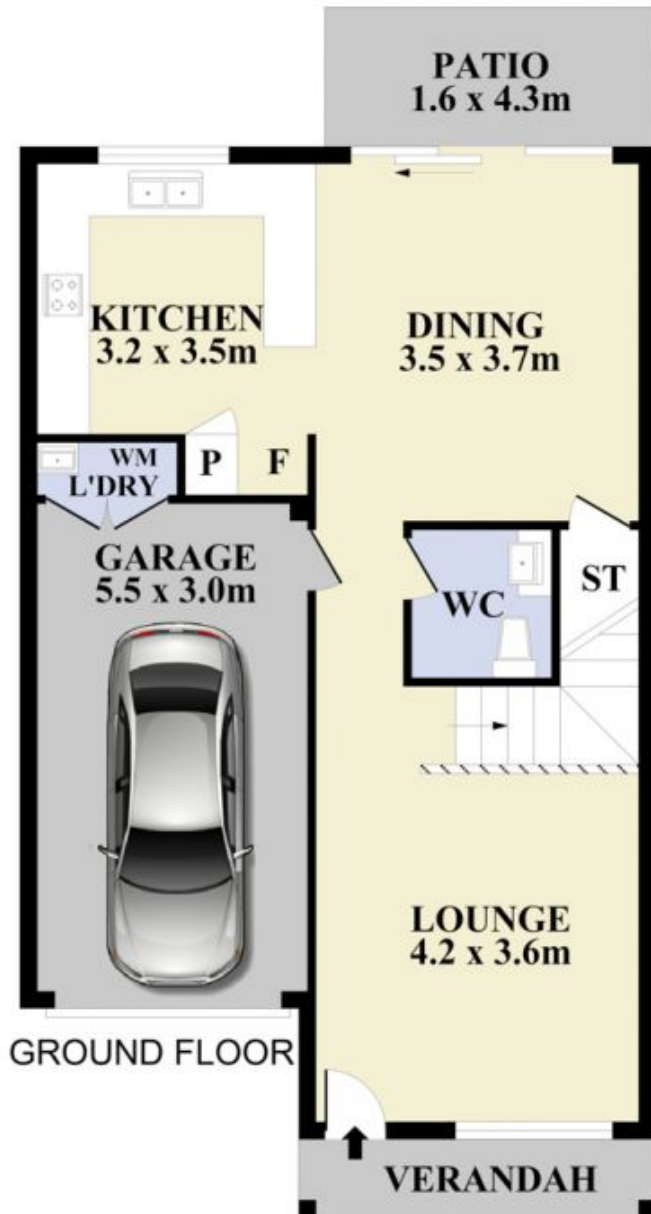 PATIO
1.6 x 4.3m
KITCHEN
3.2 x 3.5m
DINING
3.5 x 3.7m
WM
L'DRY
P
F
GARAGE
5.5 x 3.0m
WC
ST
LOUNGE
4.2 x 3.6m
GROUND FLOOR
VERANDAH